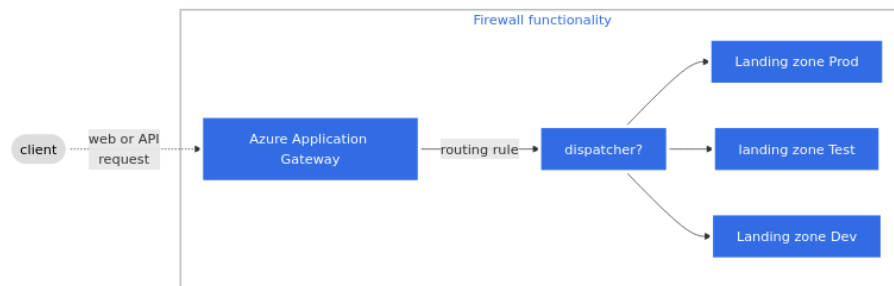 Firewall functionality
Landing zone Prod
client
web or API
request
Azure Application
Gateway
routing rule
dispatcher?
landing zone Test
Landing zone Dev